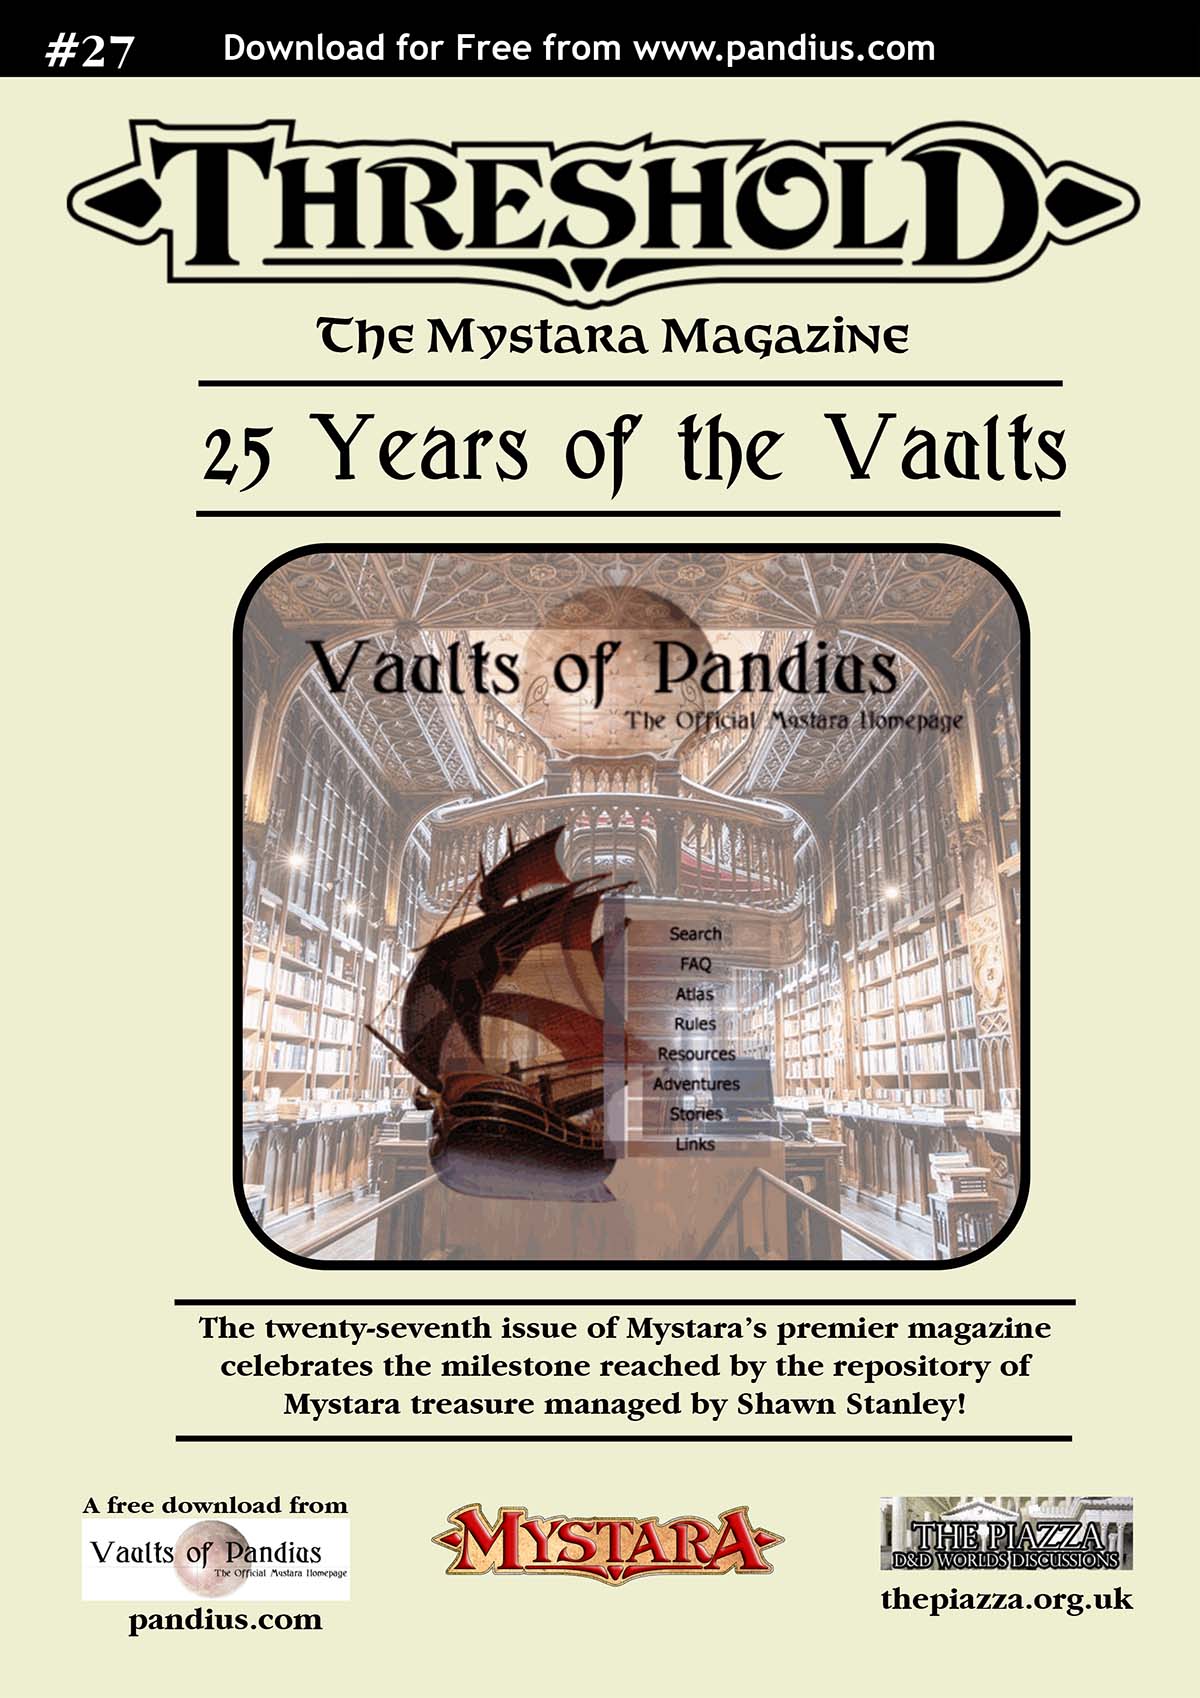 #27 Download for Free from www.pandius.com
THRESHOLD
The Mystara Magazine
25 Years of the Vaults
Vaults of Pandius
The Official Mystara Homepage
Search
FAQ
Atlas
Rules
Resources
Adventures
Stories
Links
The twenty-seventh issue of Mystara's premier magazine
celebrates the milestone reached by the repository of
Mystara treasure managed by Shawn Stanley!
A free download from
Vaults of Pandius
The Official Mystara Homepage
pandius.com
MYSTARA
THE PIAZZA
D&D WORLDS DISCUSSIONS
thepiazza.org.uk